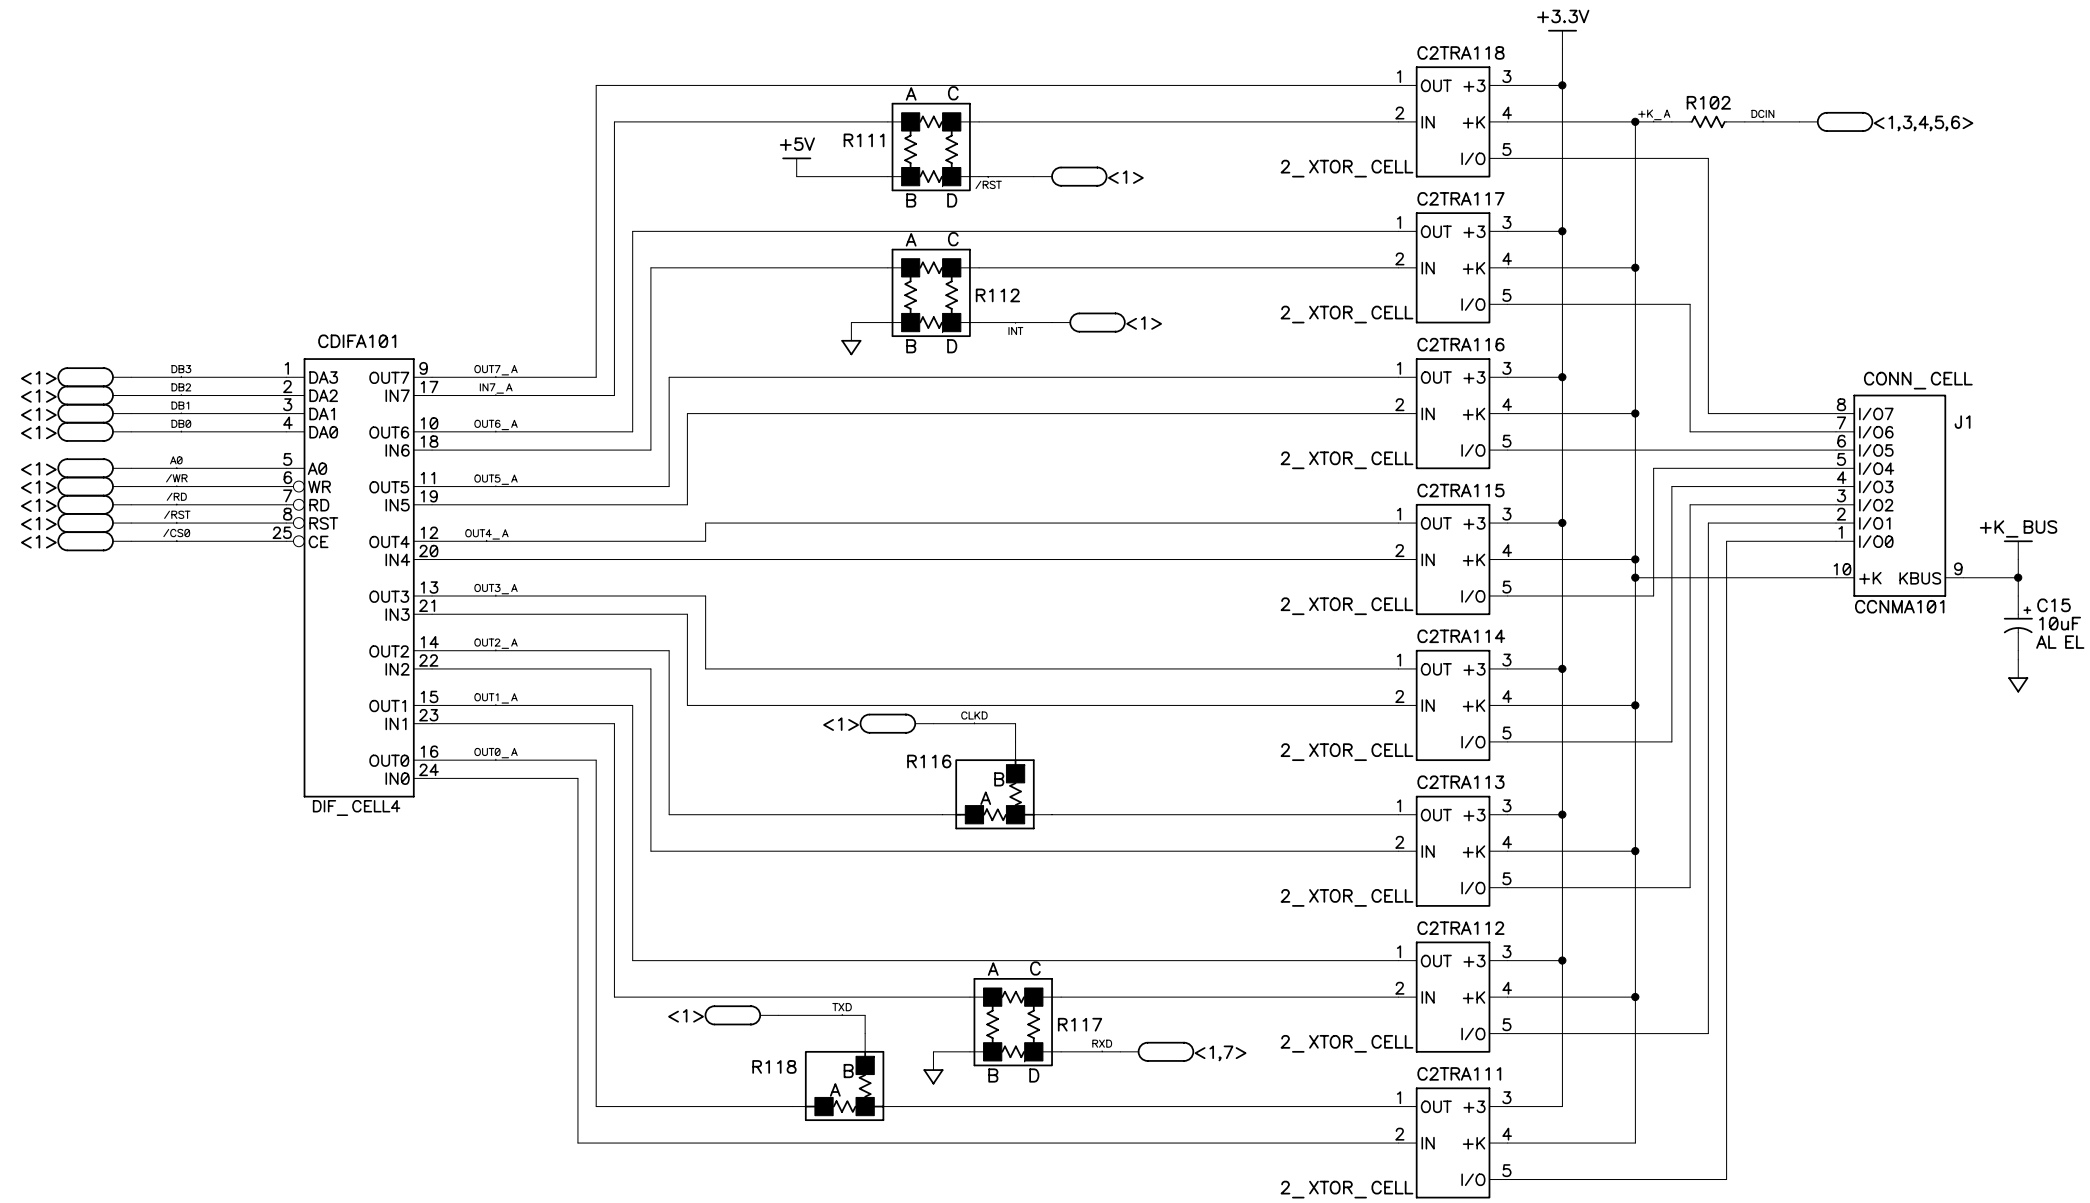 +3.3V
C2TRA118
1 OUT +3 3
2 IN +K 4
I/O 5
2_XTOR_CELL
+K_A R102 DCIN <1,3,4,5,6>
A C
R111
+5V
/RST <1>
B D
C2TRA117
1 OUT +3 3
2 IN +K 4
I/O 5
2_XTOR_CELL
A C
R112
INT <1>
B D
C2TRA116
1 OUT +3 3
2 IN +K 4
I/O 5
2_XTOR_CELL
CDIFA101
<1> DB3 1 DA3 OUT7 9 OUT7_A
<1> DB2 2 DA2 IN7 17 IN7_A
<1> DB1 3 DA1
<1> DB0 4 DA0 OUT6 10 OUT6_A
IN6 18
<1> A0 5 A0
<1> /WR 6 WR OUT5 11 OUT5_A
<1> /RD 7 RD IN5 19
<1> /RST 8 RST
<1> /CS0 25 CE OUT4 12 OUT4_A
IN4 20
OUT3 13 OUT3_A
IN3 21
OUT2 14 OUT2_A
IN2 22
OUT1 15 OUT1_A
IN1 23
OUT0 16 OUT0_A
IN0 24
DIF_CELL4
CONN_CELL
J1
8 I/O7
7 I/O6
6 I/O5
5 I/O4
4 I/O3
3 I/O2
2 I/O1
1 I/O0
10 +K KBUS 9
CCNMA101
+K_BUS
+ C15
10uF
AL EL
C2TRA115
1 OUT +3 3
2 IN +K 4
I/O 5
2_XTOR_CELL
C2TRA114
1 OUT +3 3
2 IN +K 4
I/O 5
2_XTOR_CELL
<1> CLKD
R116
B
A
C2TRA113
1 OUT +3 3
2 IN +K 4
I/O 5
2_XTOR_CELL
C2TRA112
1 OUT +3 3
2 IN +K 4
I/O 5
2_XTOR_CELL
A C
R117
RXD <1,7>
B D
<1> TXD
R118
B
A
C2TRA111
1 OUT +3 3
2 IN +K 4
I/O 5
2_XTOR_CELL